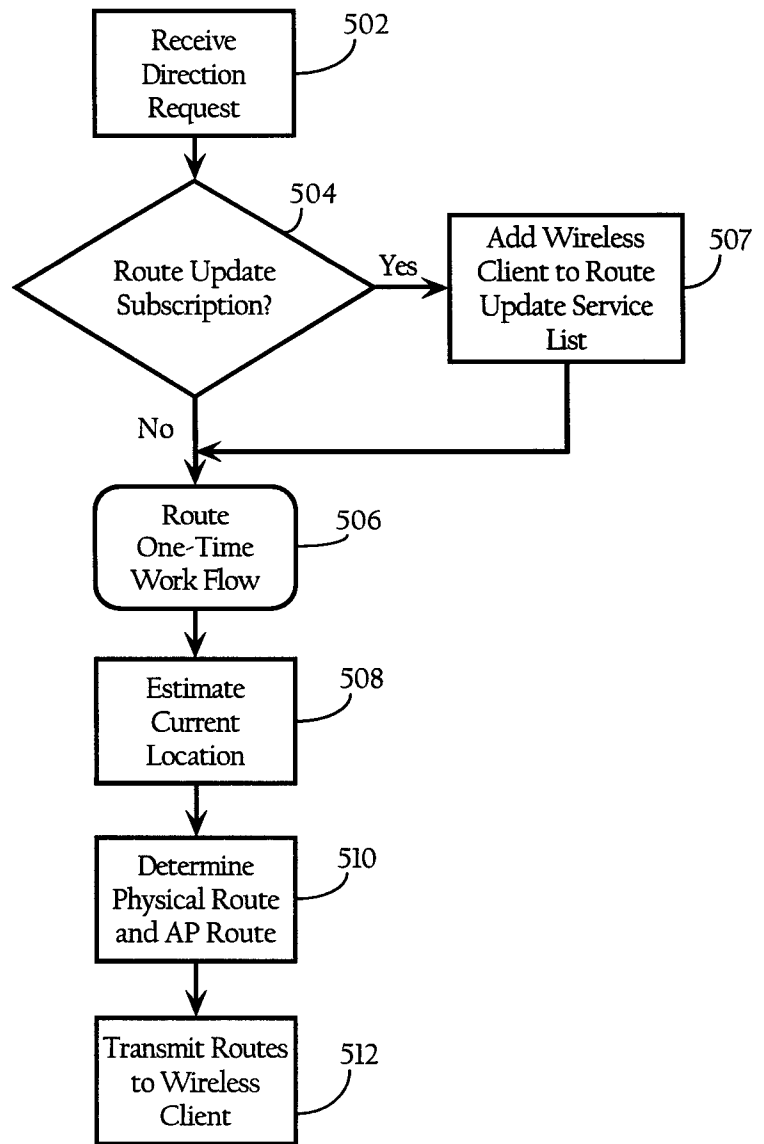 Receive
Direction
Request
502
504
Route Update
Subscription?
Yes
Add Wireless
Client to Route
Update Service
List
507
No
Route
One-Time
Work Flow
506
Estimate
Current
Location
508
Determine
Physical Route
and AP Route
510
Transmit Routes
to Wireless
Client
512